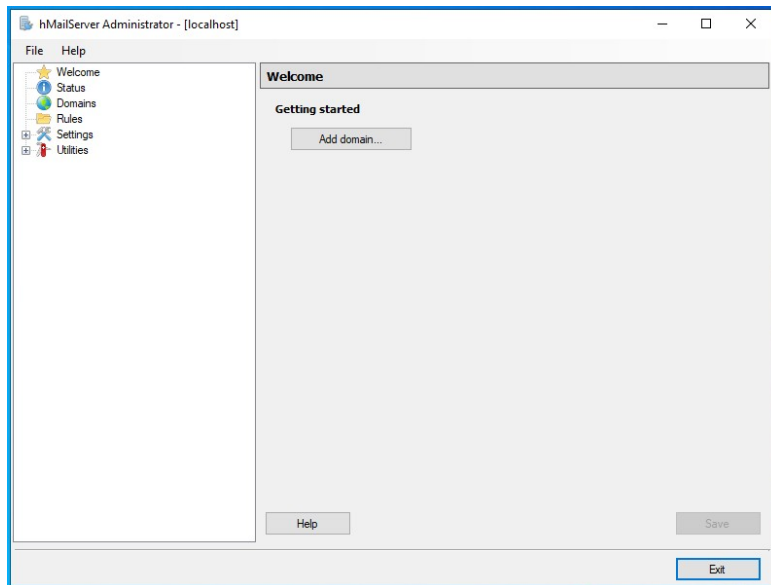 hMailServer Administrator - [localhost]
File Help
Welcome
Status
Domains
Rules
Settings
Utilities
Welcome
Getting started
Add domain...
Help
Save
Exit